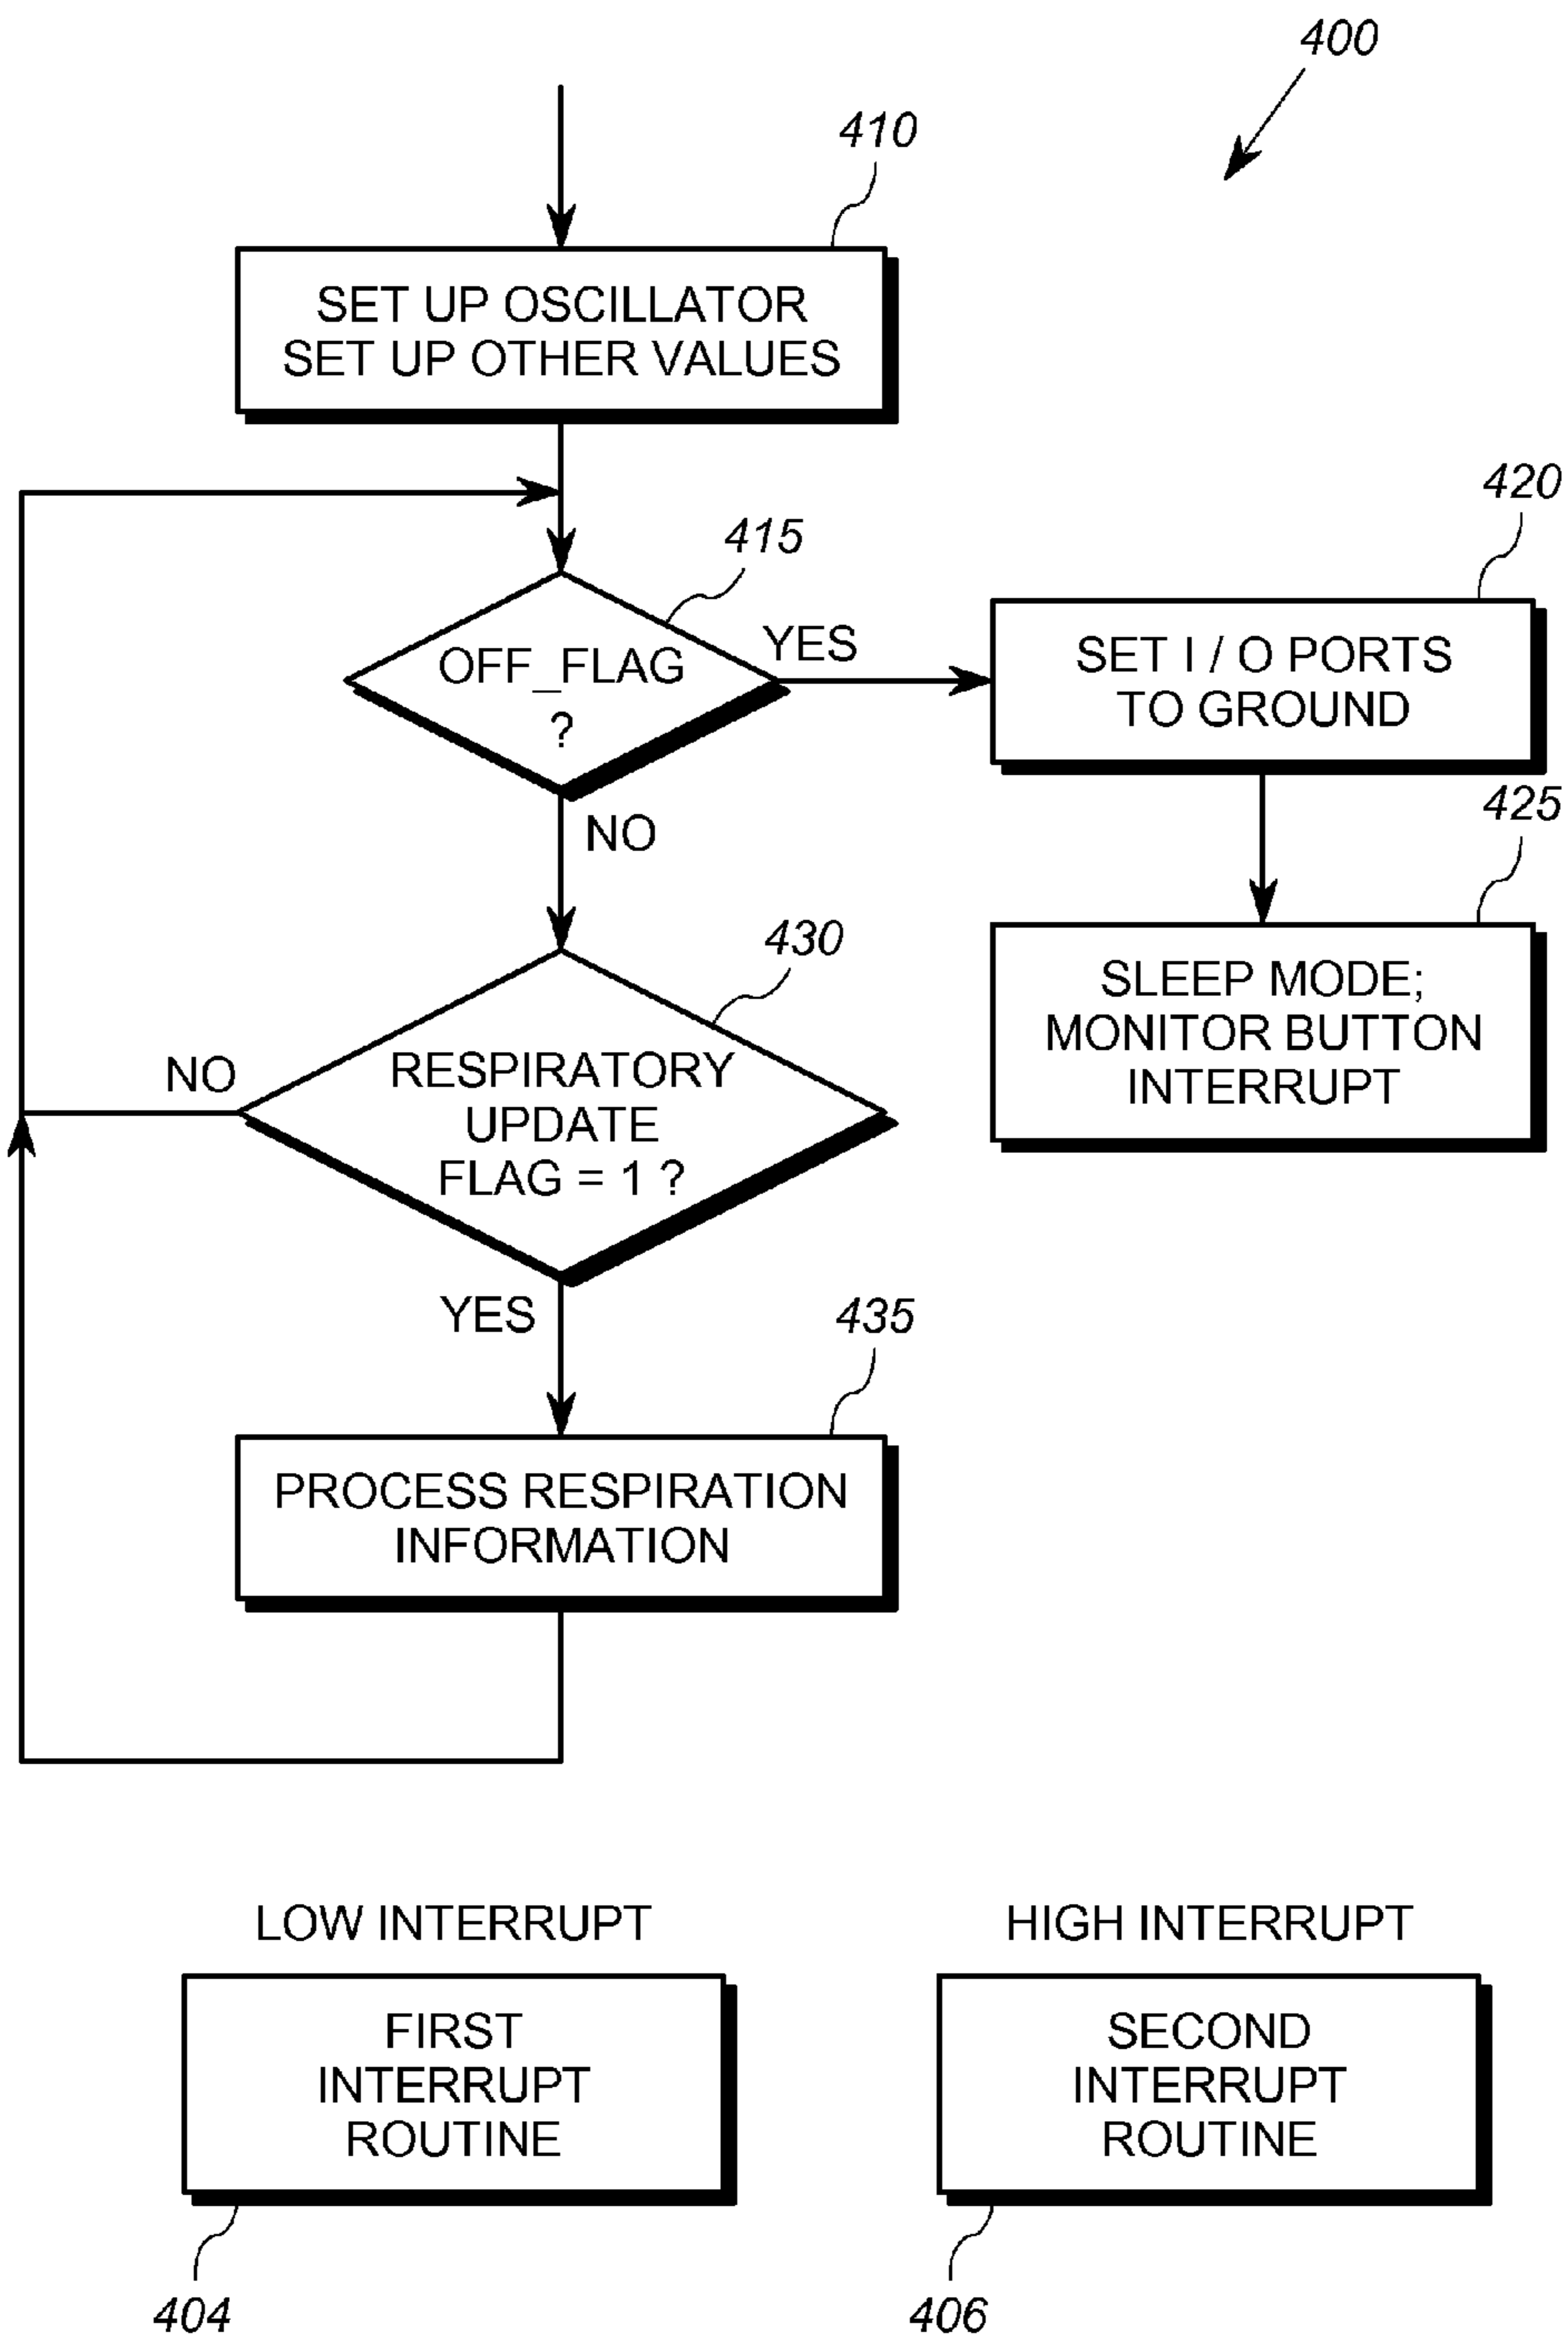 400
410
SET UP OSCILLATOR
SET UP OTHER VALUES
415
420
OFF_FLAG
?
YES
SET I / O PORTS
TO GROUND
NO
425
SLEEP MODE;
MONITOR BUTTON
INTERRUPT
430
RESPIRATORY
UPDATE
FLAG = 1 ?
NO
YES
435
PROCESS RESPIRATION
INFORMATION
LOW INTERRUPT
FIRST
INTERRUPT
ROUTINE
404
HIGH INTERRUPT
SECOND
INTERRUPT
ROUTINE
406